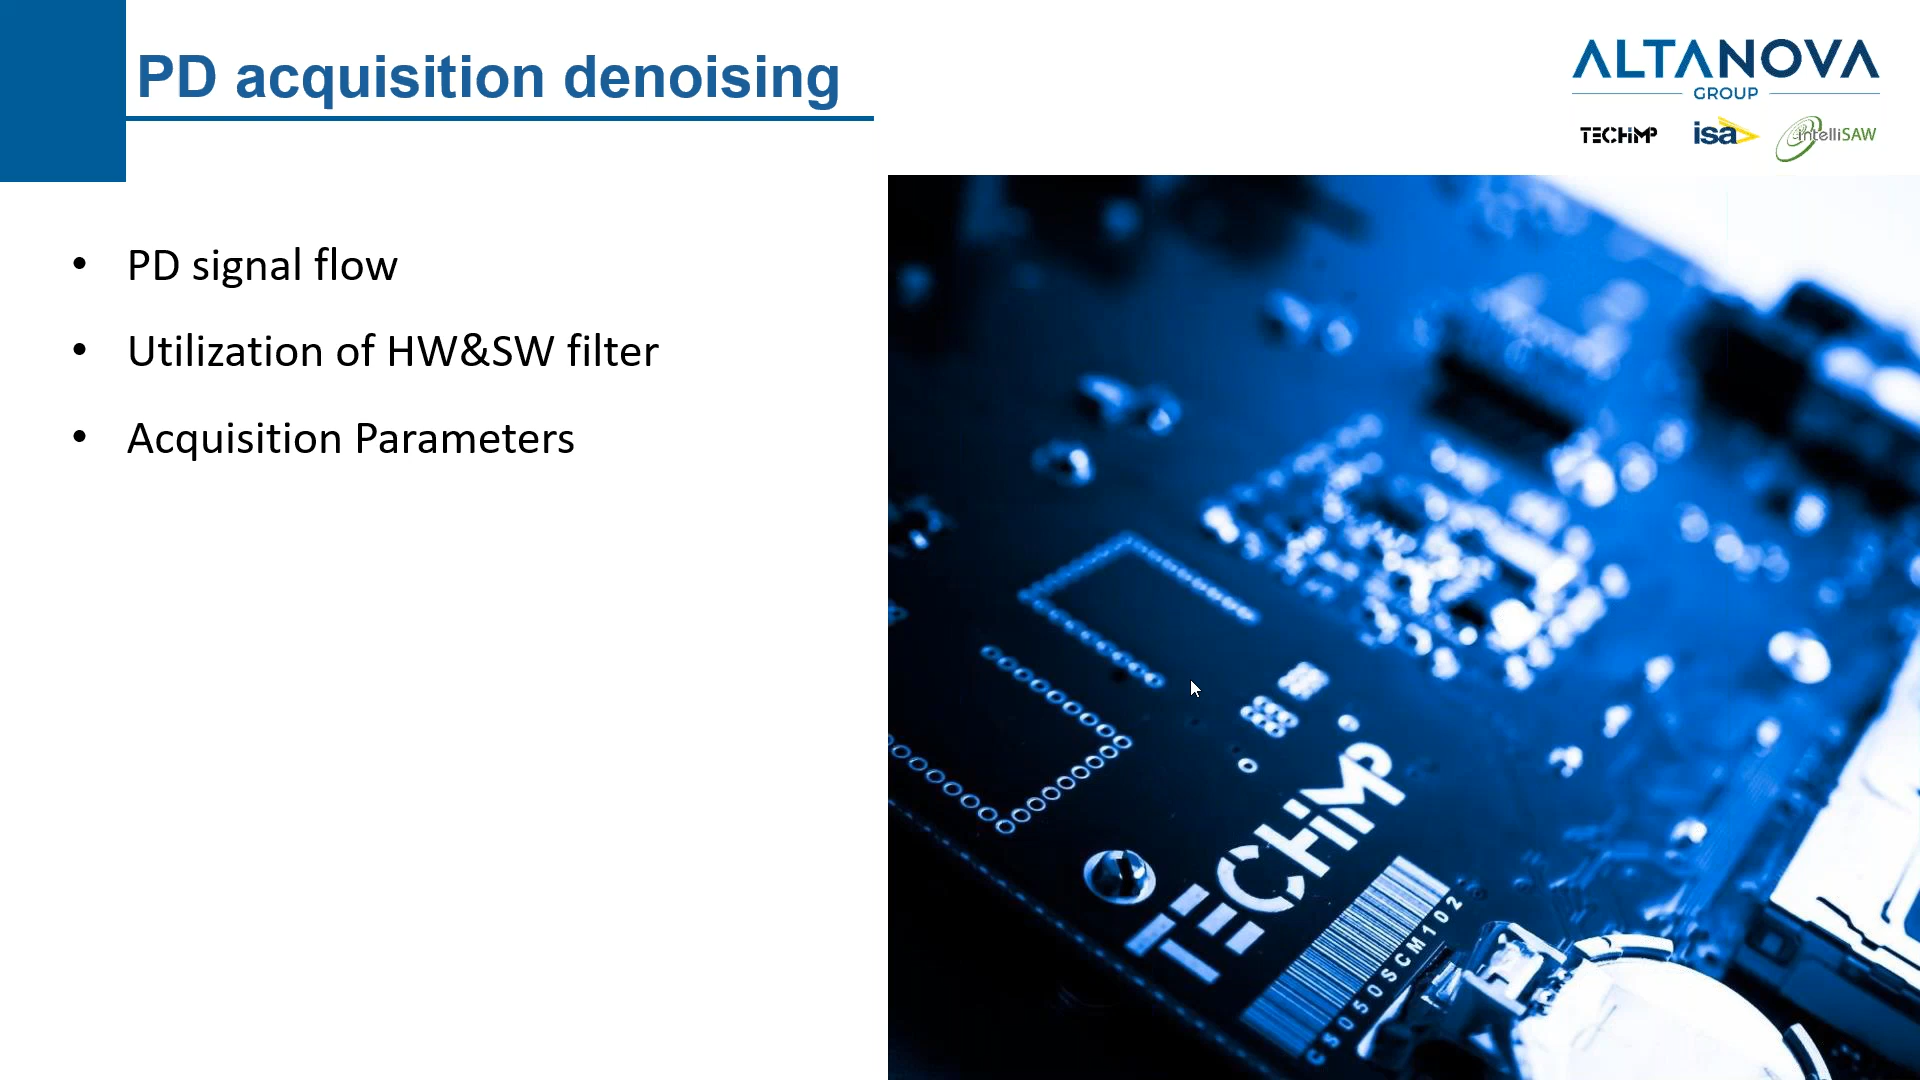 PD acquisition denoising
ALTANOVA
GROUP
TECHIMP
isa
intelliSAW
• PD signal flow
• Utilization of HW&SW filter
• Acquisition Parameters
TECHIMP
C5050SCM102